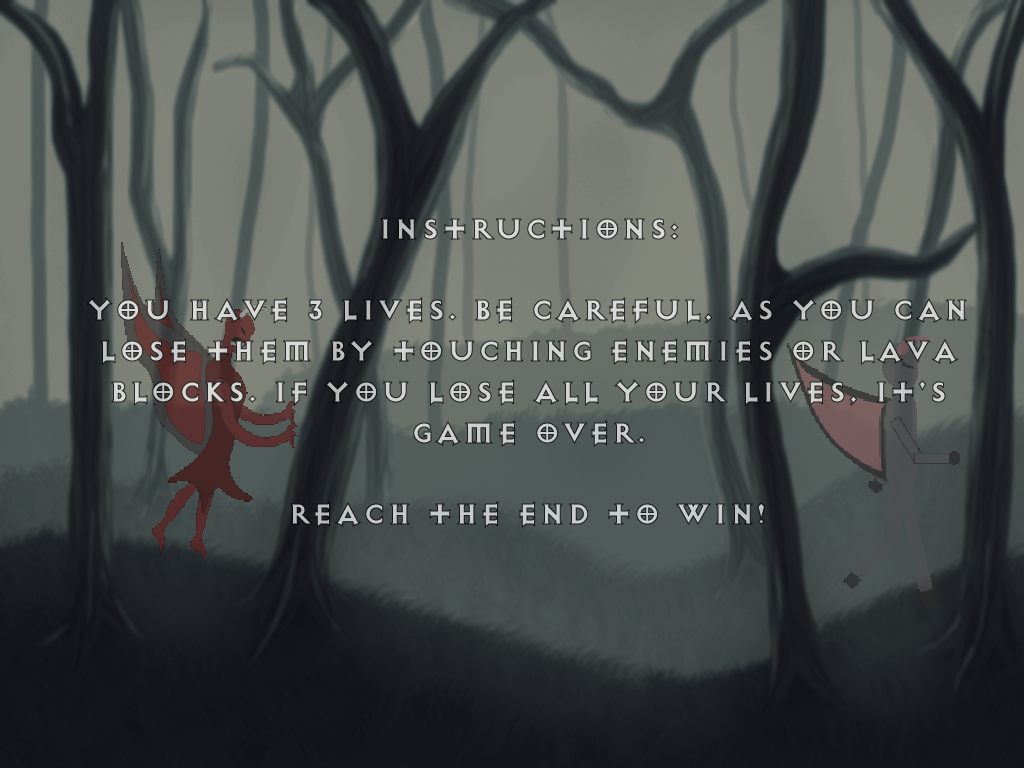 INSTRUCTIONS:
YOU HAVE 3 LIVES. BE CAREFUL, AS YOU CAN
LOSE THEM BY TOUCHING ENEMIES OR LAVA
BLOCKS. IF YOU LOSE ALL YOUR LIVES, IT'S
GAME OVER.
REACH THE END TO WIN!